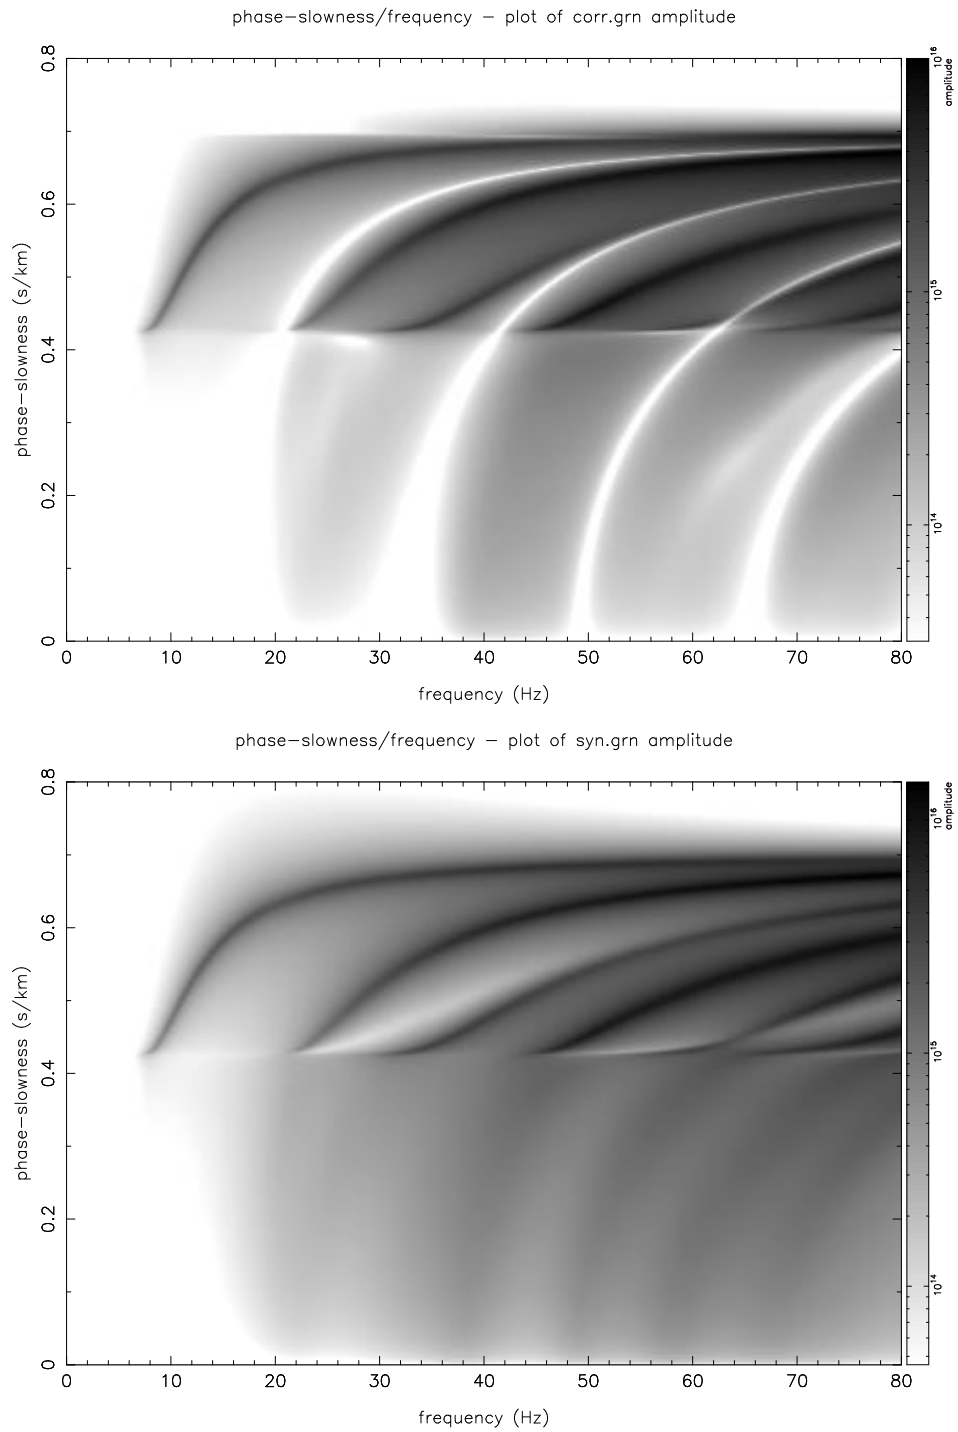 phase-slowness/frequency - plot of corr.grn amplitude
0.8
0.6
0.4
0.2
0
phase-slowness (s/km)
0 10 20 30 40 50 60 70 80
frequency (Hz)
10^16
10^15
10^14
amplitude
phase-slowness/frequency - plot of syn.grn amplitude
0.8
0.6
0.4
0.2
0
phase-slowness (s/km)
0 10 20 30 40 50 60 70 80
frequency (Hz)
10^16
10^15
10^14
amplitude